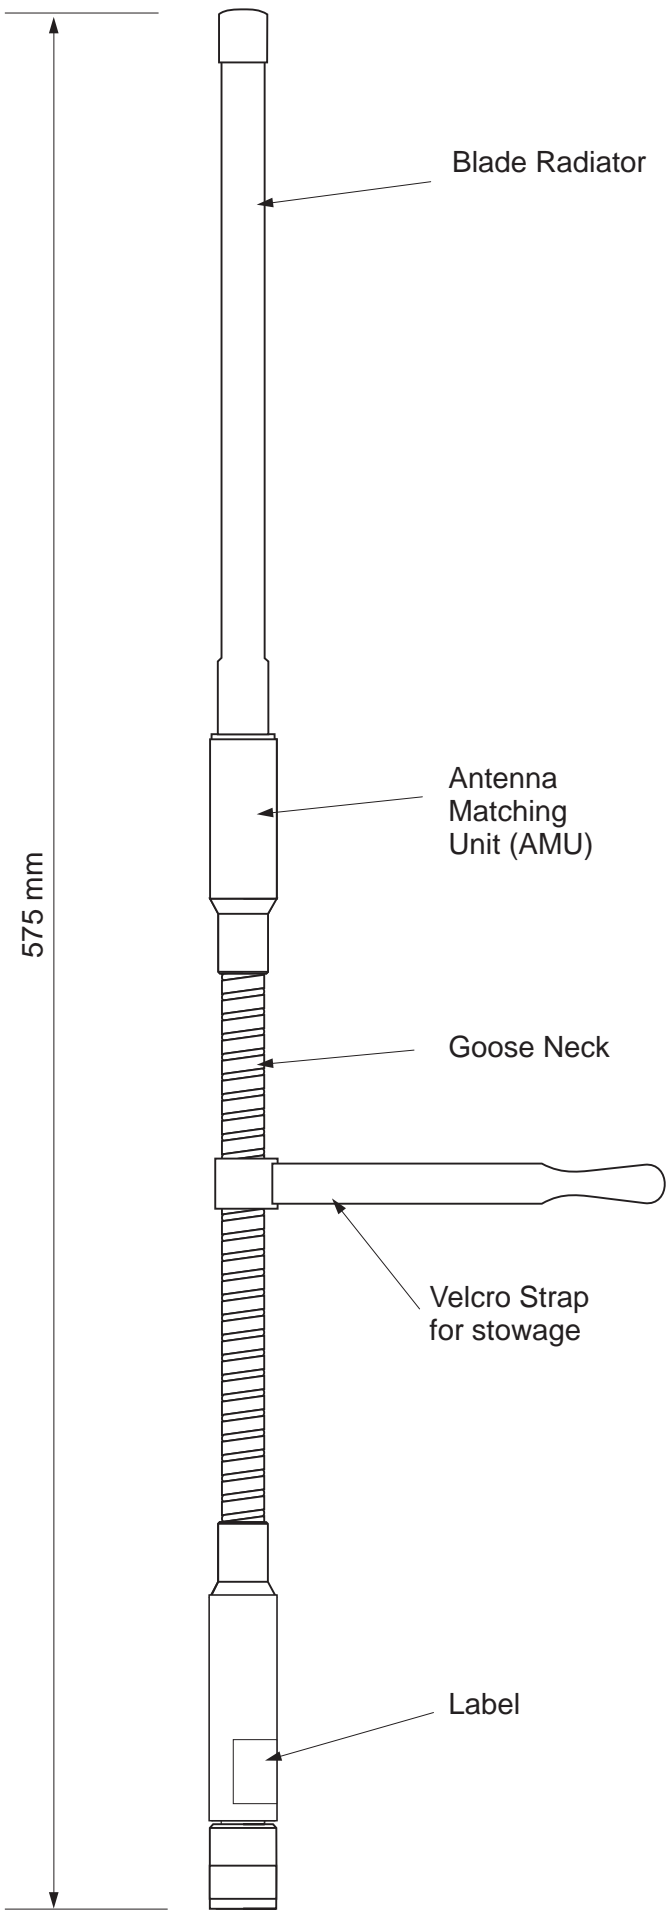 Blade Radiator
Antenna
Matching
Unit (AMU)
575 mm
Goose Neck
Velcro Strap
for stowage
Label